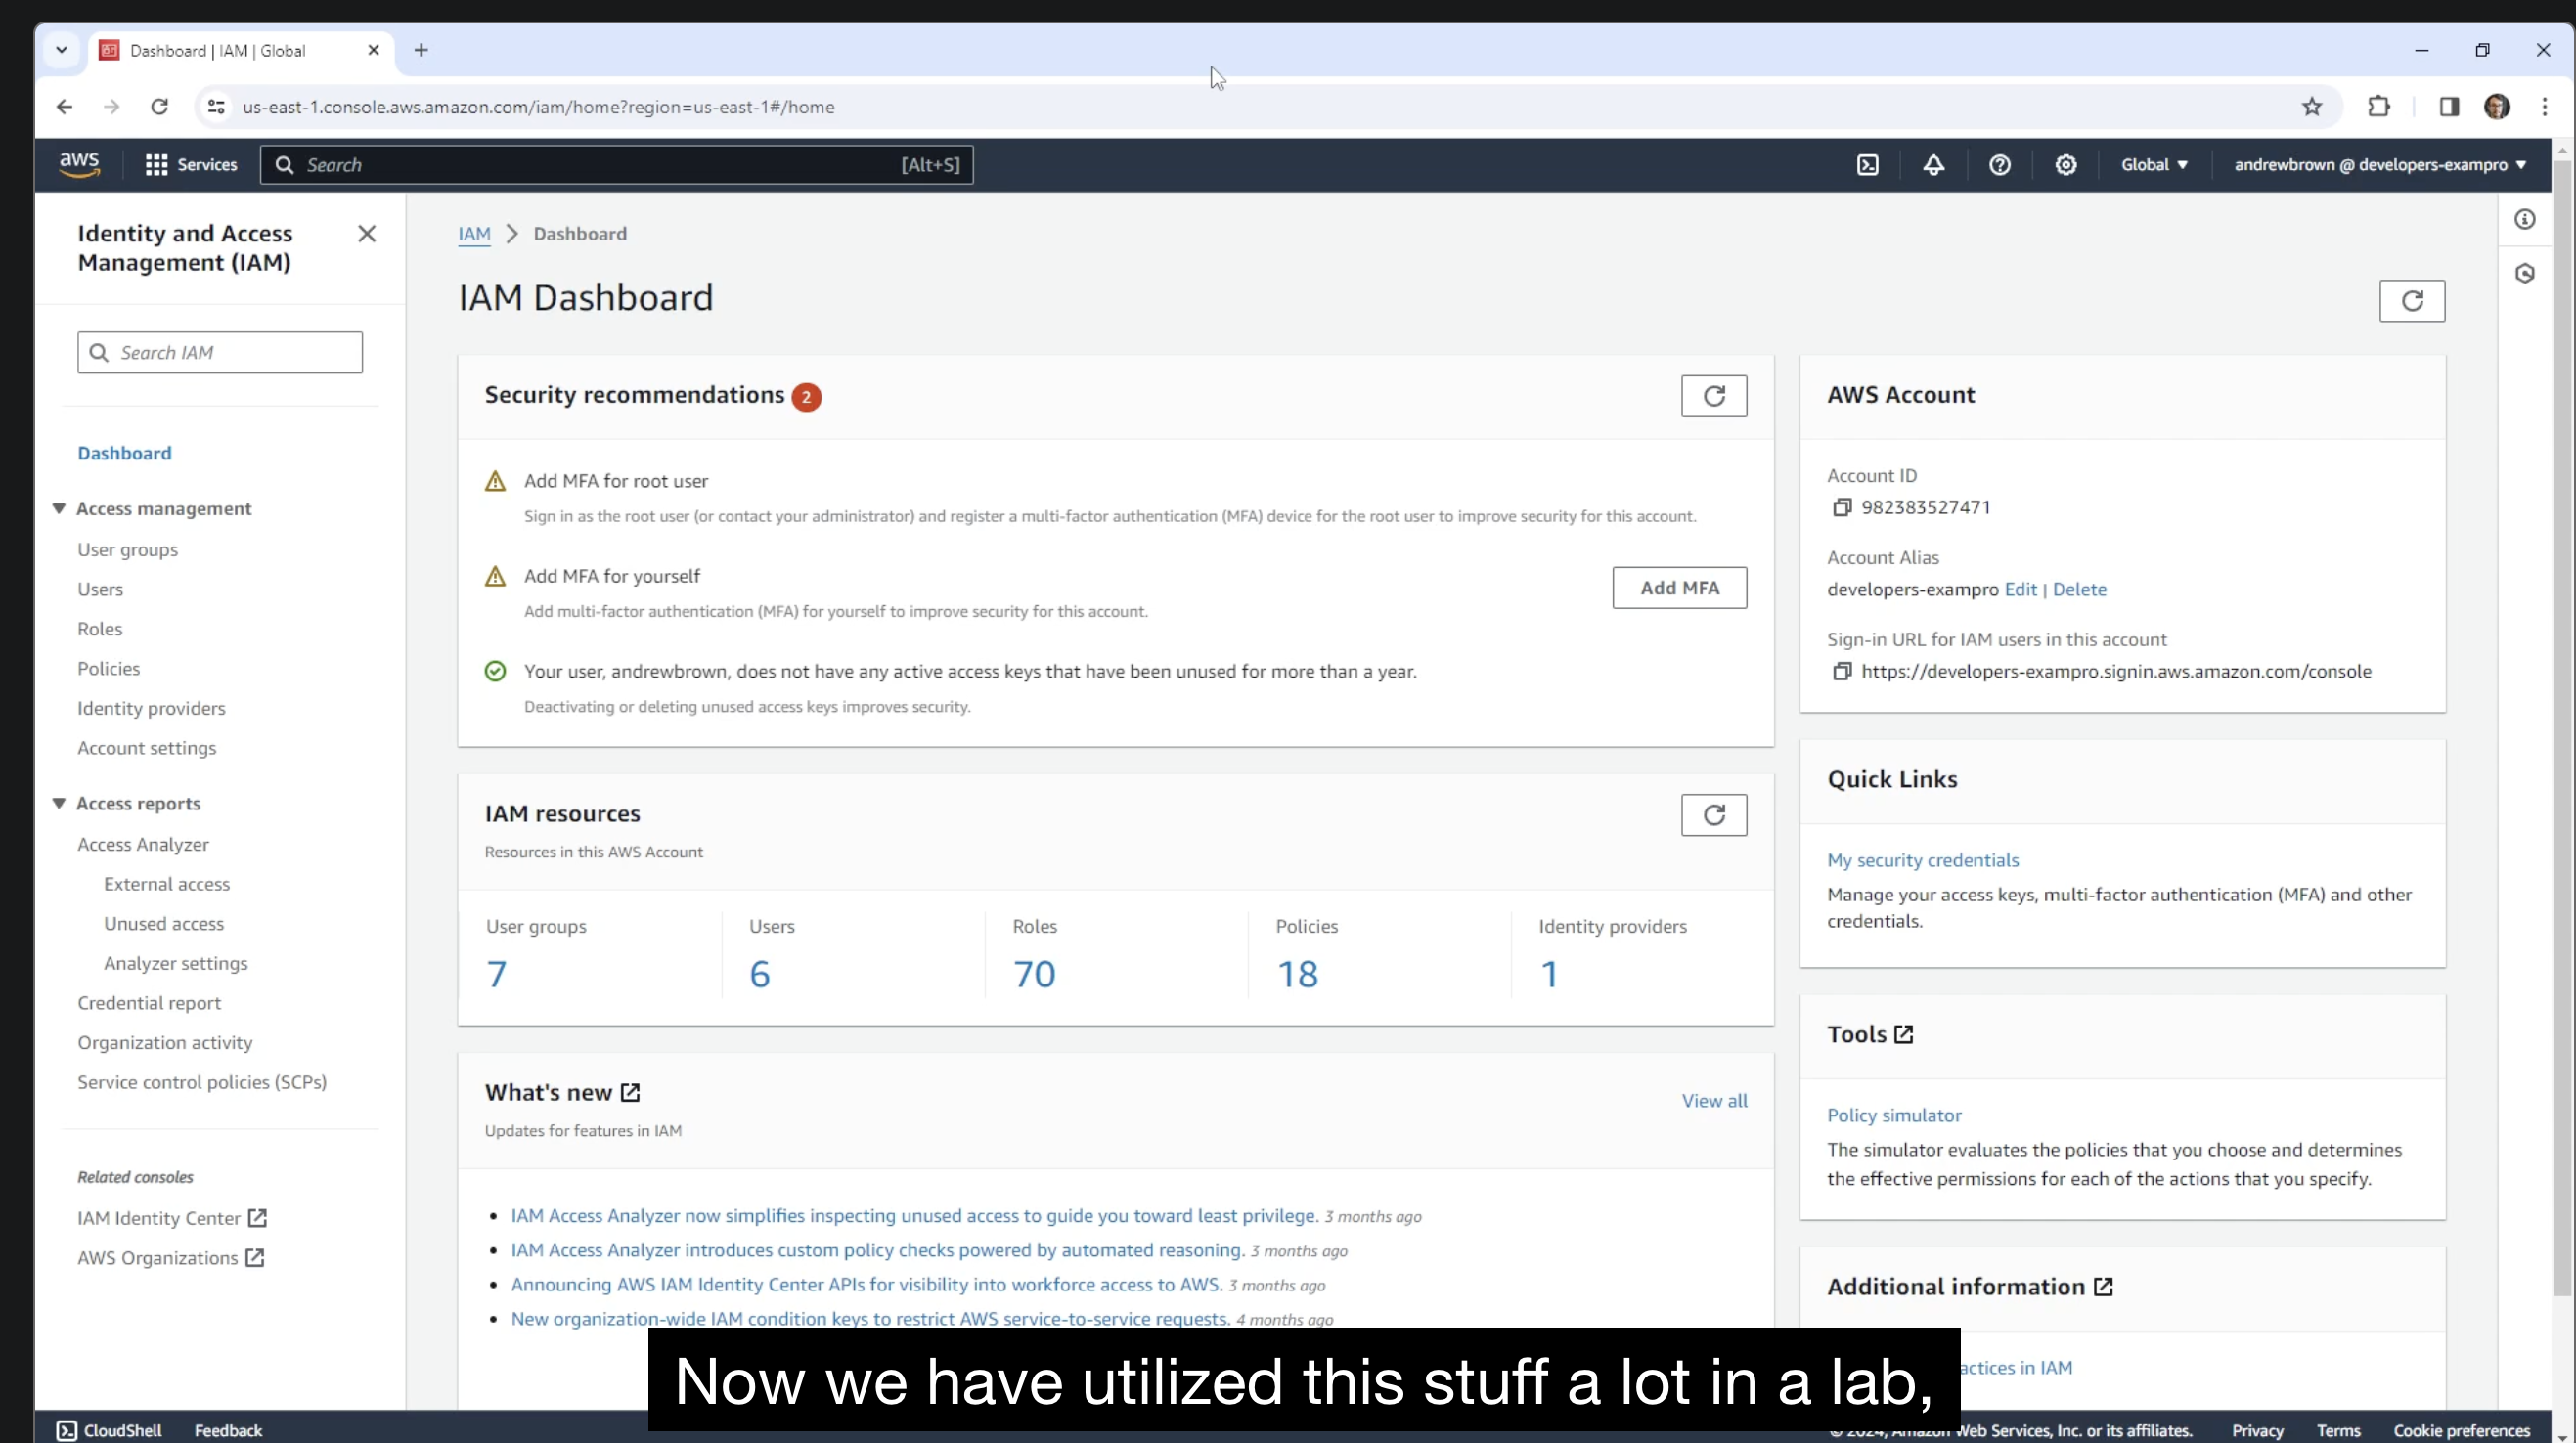 Dashboard | IAM | Global
us-east-1.console.aws.amazon.com/iam/home?region=us-east-1#/home
aws
Services
Search
[Alt+S]
Global
andrewbrown @ developers-exampro
Identity and Access
Management (IAM)
Search IAM
Dashboard
Access management
User groups
Users
Roles
Policies
Identity providers
Account settings
Access reports
Access Analyzer
External access
Unused access
Analyzer settings
Credential report
Organization activity
Service control policies (SCPs)
Related consoles
IAM Identity Center
AWS Organizations
IAM > Dashboard
IAM Dashboard
Security recommendations 2
Add MFA for root user
Sign in as the root user (or contact your administrator) and register a multi-factor authentication (MFA) device for the root user to improve security for this account.
Add MFA for yourself
Add multi-factor authentication (MFA) for yourself to improve security for this account.
Add MFA
Your user, andrewbrown, does not have any active access keys that have been unused for more than a year.
Deactivating or deleting unused access keys improves security.
IAM resources
Resources in this AWS Account
User groups
7
Users
6
Roles
70
Policies
18
Identity providers
1
What's new
View all
Updates for features in IAM
IAM Access Analyzer now simplifies inspecting unused access to guide you toward least privilege. 3 months ago
IAM Access Analyzer introduces custom policy checks powered by automated reasoning. 3 months ago
Announcing AWS IAM Identity Center APIs for visibility into workforce access to AWS. 3 months ago
New organization-wide IAM condition keys to restrict AWS service-to-service requests. 4 months ago
AWS Account
Account ID
982383527471
Account Alias
developers-exampro Edit | Delete
Sign-in URL for IAM users in this account
https://developers-exampro.signin.aws.amazon.com/console
Quick Links
My security credentials
Manage your access keys, multi-factor authentication (MFA) and other
credentials.
Tools
Policy simulator
The simulator evaluates the policies that you choose and determines
the effective permissions for each of the actions that you specify.
Additional information
in IAM
Now we have utilized this stuff a lot in a lab,
CloudShell
Feedback
© 2024, Amazon Web Services, Inc. or its affiliates.
Privacy
Terms
Cookie preferences